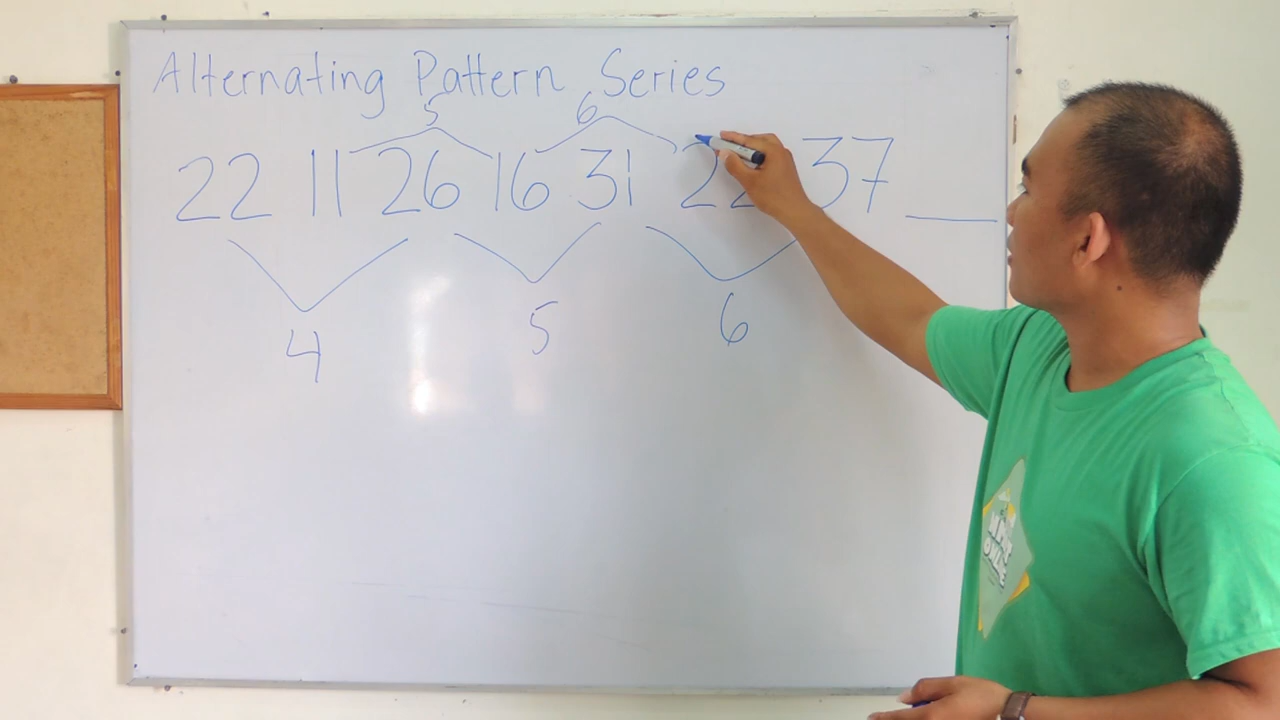 Alternating Pattern Series
5 6
22 11 26 16 31 22 37 ___
4 5 6